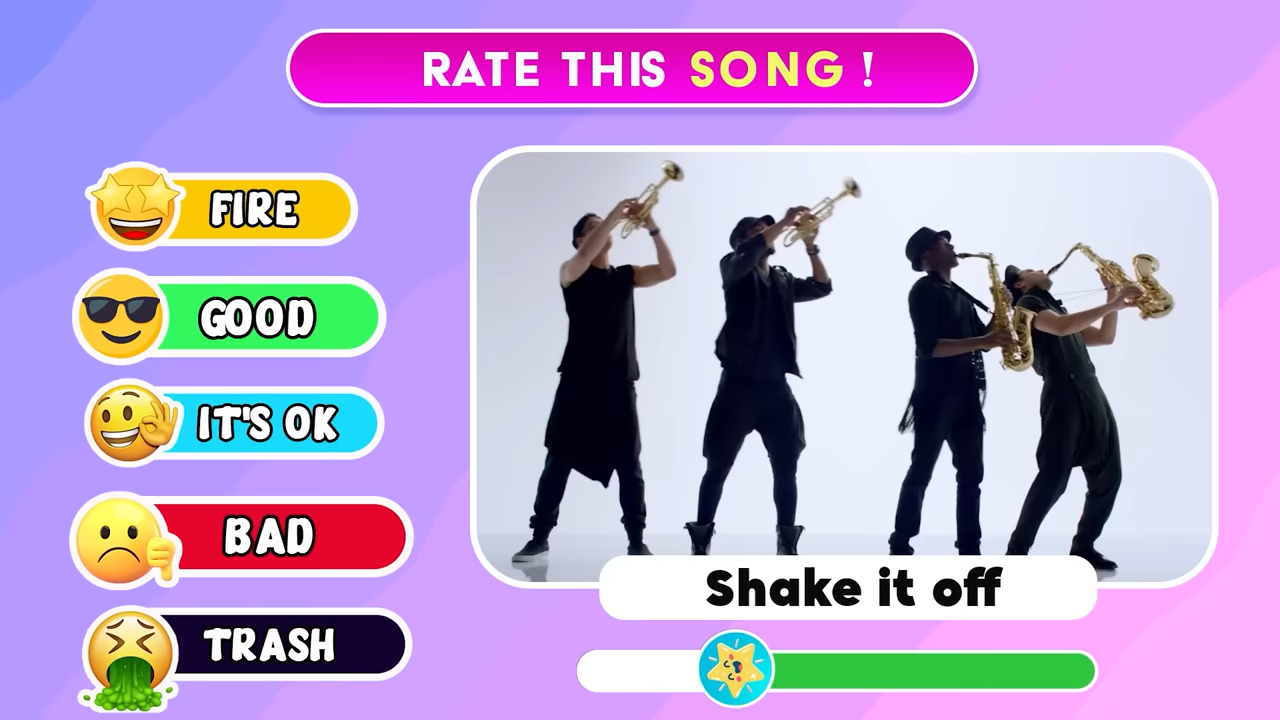 RATE THIS SONG !
FIRE
GOOD
IT'S OK
BAD
TRASH
Shake it off